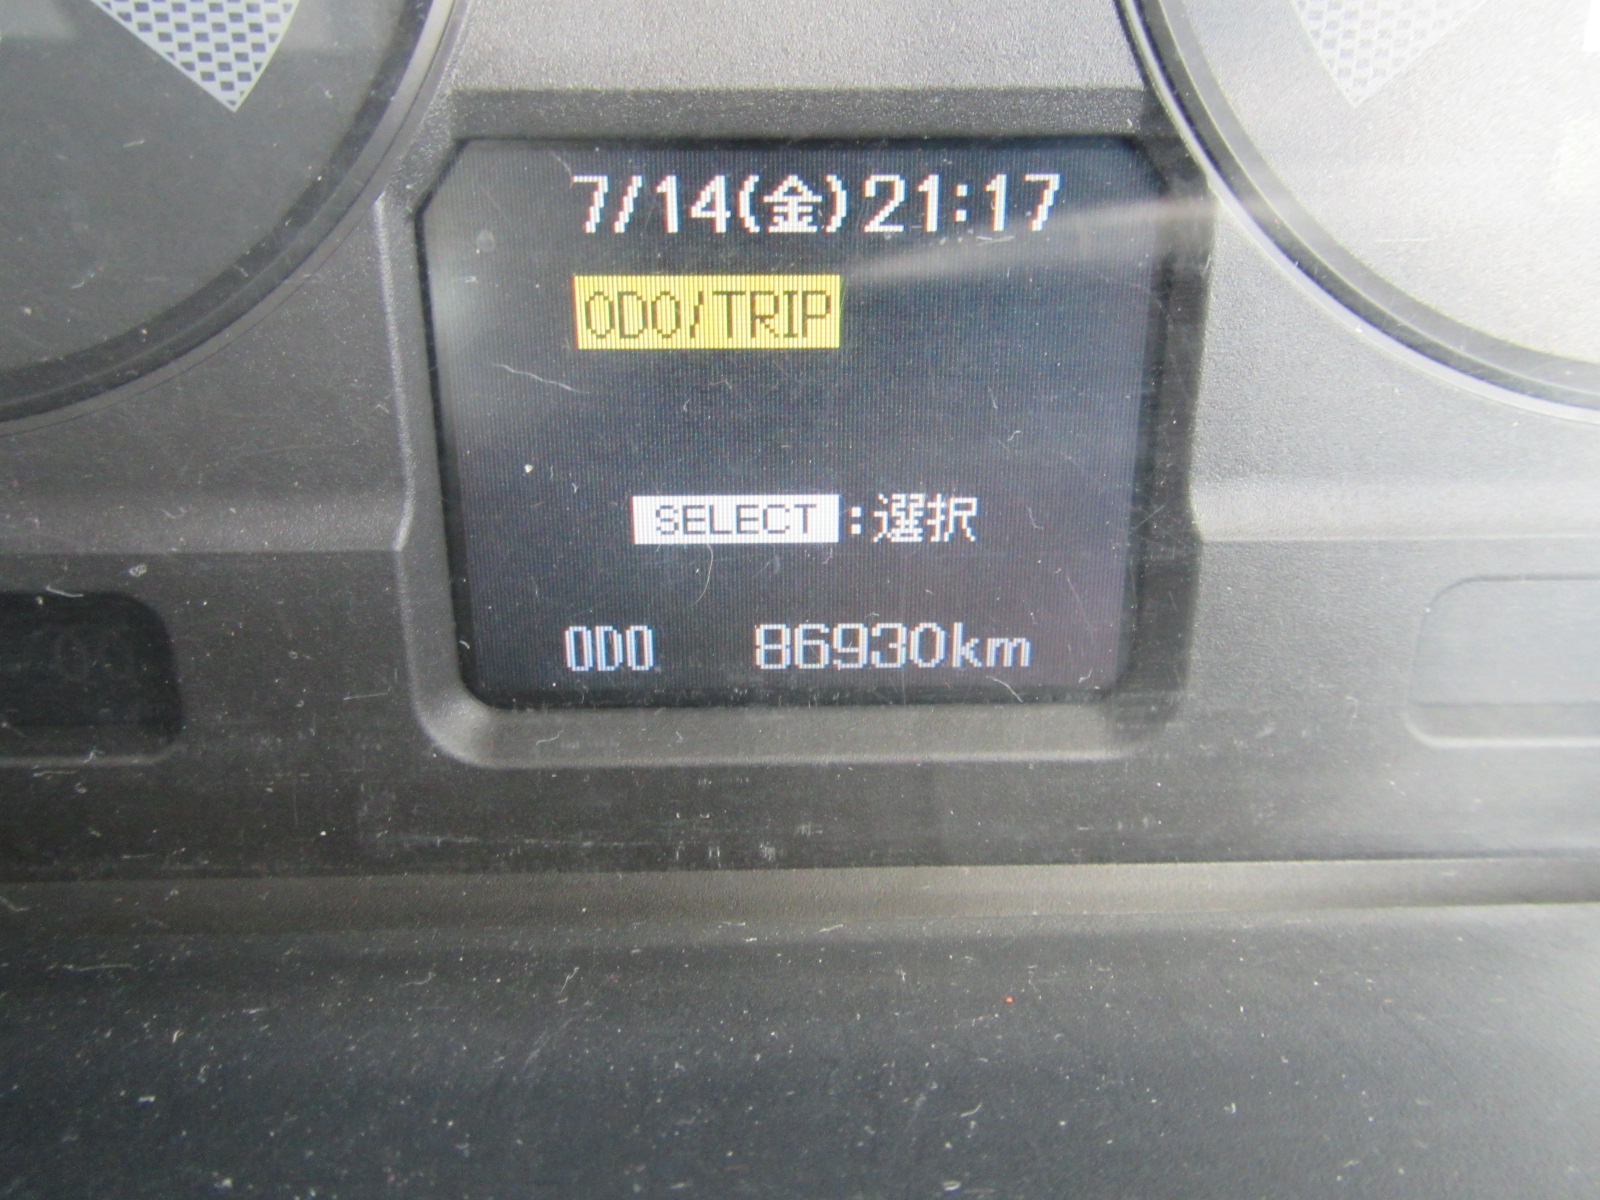 7/14(金)21:17
ODO/TRIP
SELECT:選択
ODO 86930km